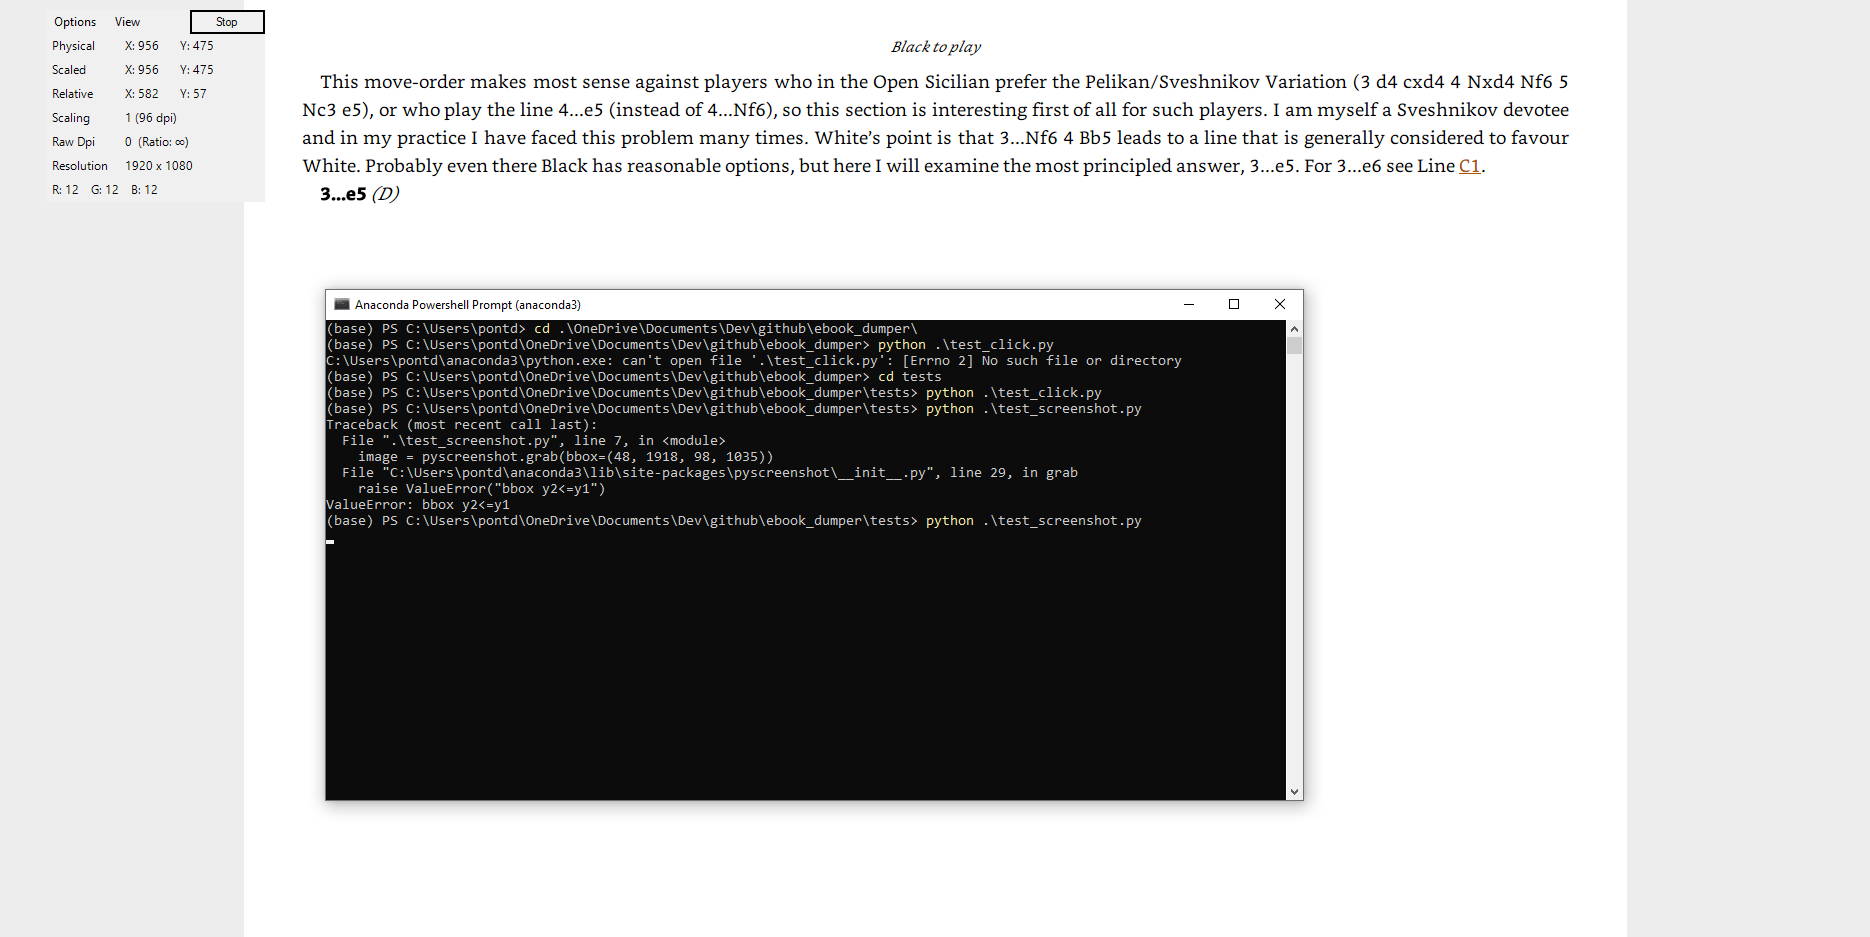 Options View Stop
Physical X: 956 Y: 475
Scaled X: 956 Y: 475
Relative X: 582 Y: 57
Scaling 1 (96 dpi)
Raw Dpi 0 (Ratio: ∞)
Resolution 1920 x 1080
R: 12 G: 12 B: 12
Black to play
This move-order makes most sense against players who in the Open Sicilian prefer the Pelikan/Sveshnikov Variation (3 d4 cxd4 4 Nxd4 Nf6 5
Nc3 e5), or who play the line 4...e5 (instead of 4...Nf6), so this section is interesting first of all for such players. I am myself a Sveshnikov devotee
and in my practice I have faced this problem many times. White’s point is that 3...Nf6 4 Bb5 leads to a line that is generally considered to favour
White. Probably even there Black has reasonable options, but here I will examine the most principled answer, 3...e5. For 3...e6 see Line C1.
3...e5 (D)
Anaconda Powershell Prompt (anaconda3)
(base) PS C:\Users\pontd> cd .\OneDrive\Documents\Dev\github\ebook_dumper\
(base) PS C:\Users\pontd\OneDrive\Documents\Dev\github\ebook_dumper> python .\test_click.py
C:\Users\pontd\anaconda3\python.exe: can't open file '.\test_click.py': [Errno 2] No such file or directory
(base) PS C:\Users\pontd\OneDrive\Documents\Dev\github\ebook_dumper> cd tests
(base) PS C:\Users\pontd\OneDrive\Documents\Dev\github\ebook_dumper\tests> python .\test_click.py
(base) PS C:\Users\pontd\OneDrive\Documents\Dev\github\ebook_dumper\tests> python .\test_screenshot.py
Traceback (most recent call last):
  File ".\test_screenshot.py", line 7, in <module>
    image = pyscreenshot.grab(bbox=(48, 1918, 98, 1035))
  File "C:\Users\pontd\anaconda3\lib\site-packages\pyscreenshot\__init__.py", line 29, in grab
    raise ValueError("bbox y2<=y1")
ValueError: bbox y2<=y1
(base) PS C:\Users\pontd\OneDrive\Documents\Dev\github\ebook_dumper\tests> python .\test_screenshot.py